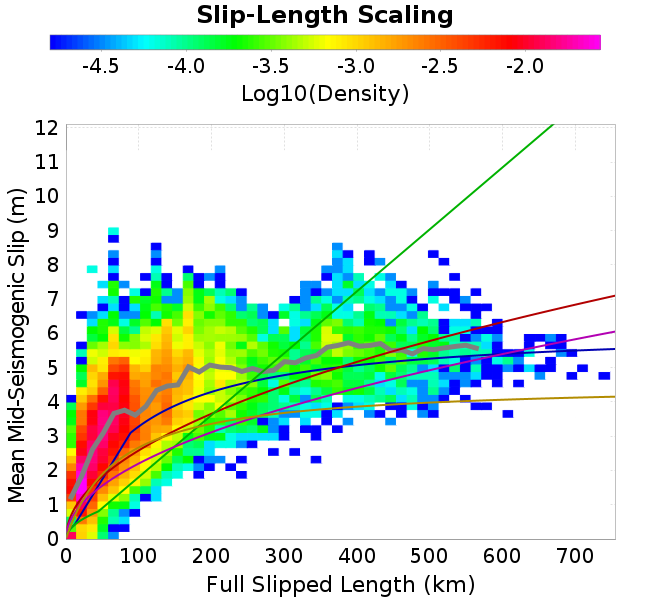 Slip-Length Scaling
-4.5 -4.0 -3.5 -3.0 -2.5 -2.0
Log10(Density)
12
11
10
9
8
7
6
5
4
3
2
1
0
Mean Mid-Seismogenic Slip (m)
0 100 200 300 400 500 600 700
Full Slipped Length (km)